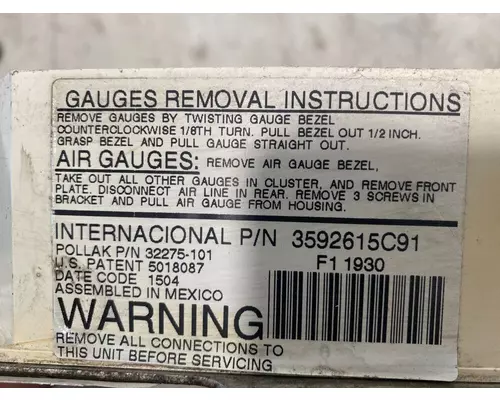 GAUGES REMOVAL INSTRUCTIONS
REMOVE GAUGES BY TWISTING GAUGE BEZEL
COUNTERCLOCKWISE 1/8TH TURN. PULL BEZEL OUT 1/2 INCH.
GRASP BEZEL AND PULL GAUGE STRAIGHT OUT.
AIR GAUGES: REMOVE AIR GAUGE BEZEL,
TAKE OUT ALL OTHER GAUGES IN CLUSTER, AND REMOVE FRONT
PLATE. DISCONNECT AIR LINE IN REAR. REMOVE 3 SCREWS IN
BRACKET AND PULL AIR GAUGE FROM HOUSING.
INTERNACIONAL P/N 3592615C91
POLLAK P/N 32275-101
F1 1930
U.S. PATENT 5018087
DATE CODE 1504
ASSEMBLED IN MEXICO
WARNING
REMOVE ALL CONNECTIONS TO
THIS UNIT BEFORE SERVICING